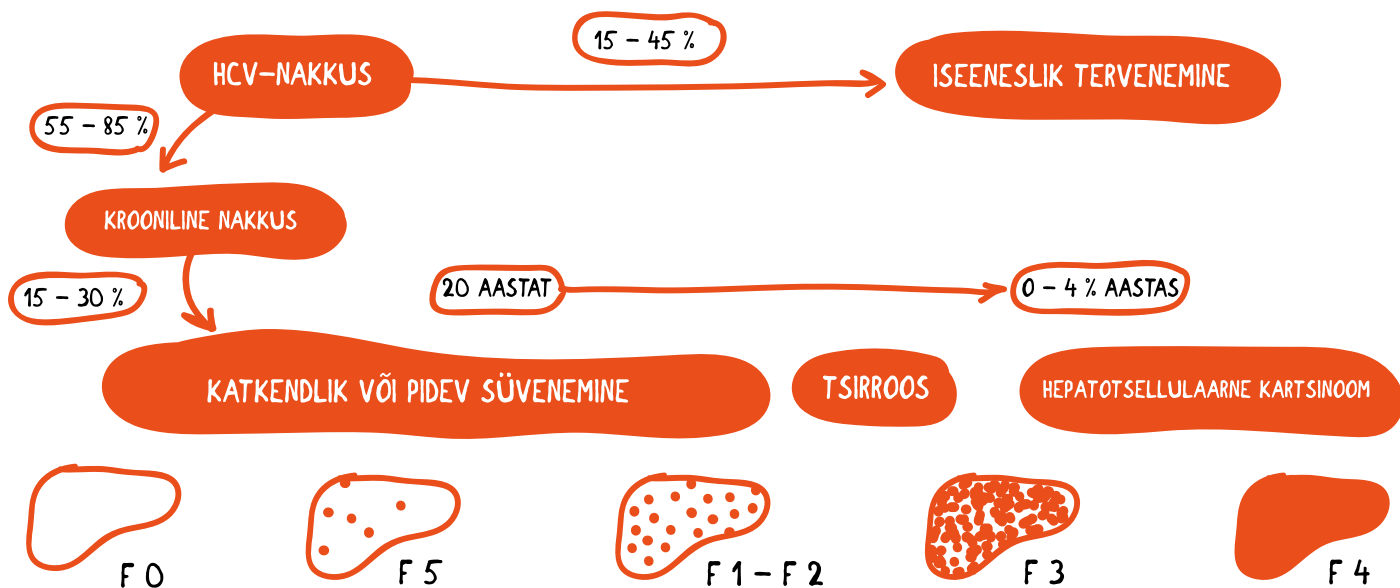 15 – 45 %
HCV-NAKKUS
ISEENESLIK TERVENEMINE
55 – 85 %
KROONILINE NAKKUS
15 – 30 %
20 AASTAT
0 – 4 % AASTAS
KATKENDLIK VÕI PIDEV SÜVENEMINE
TSIRROOS
HEPATOTSELLULAARNE KARTSINOOM
F 0
F 5
F 1 – F 2
F 3
F 4